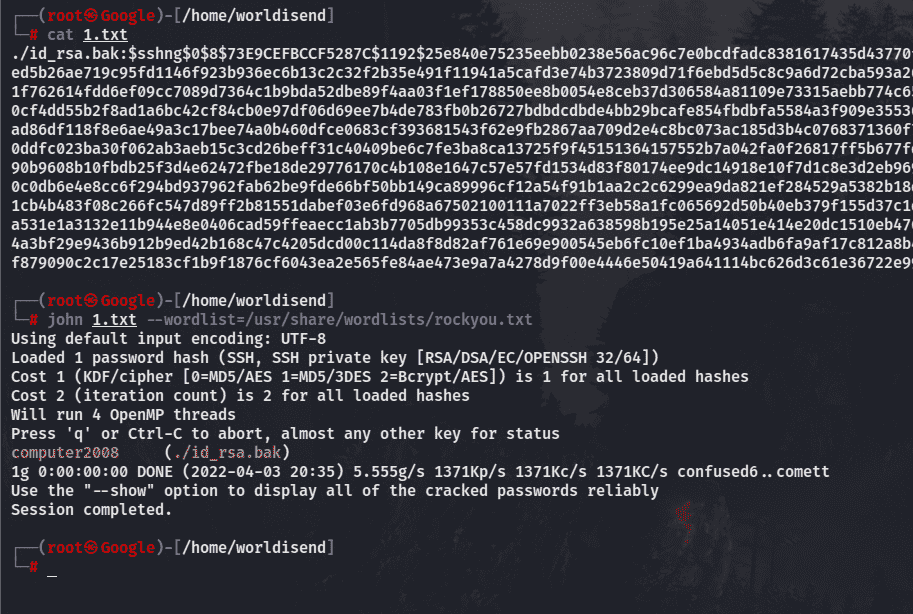 ┌──(root㉿Google)-[/home/worldisend]
└─# cat 1.txt
./id_rsa.bak:$sshng$0$8$73E9CEFBCCF5287C$1192$25e840e75235eebb0238e56ac96c7e0bcdfadc8381617435d43770
ed5b26ae719c95fd1146f923b936ec6b13c2c32f2b35e491f11941a5cafd3e74b3723809d71f6ebd5d5c8c9a6d72cba593a2
1f762614fdd6ef09cc7089d7364c1b9bda52dbe89f4aa03f1ef178850ee8b0054e8ceb37d306584a81109e73315aebb774c6
0cf4dd55b2f8ad1a6bc42cf84cb0e97df06d69ee7b4de783fb0b26727bdbdcdbde4bb29bcafe854fbdbfa5584a3f909e3553
ad86df118f8e6ae49a3c17bee74a0b460dfce0683cf393681543f62e9fb2867aa709d2e4c8bc073ac185d3b4c0768371360f
0ddfc023ba30f062ab3aeb15c3cd26beff31c40409be6c7fe3ba8ca13725f9f45151364157552b7a042fa0f26817ff5b677f
90b9608b10fbdb25f3d4e62472fbe18de29776170c4b108e1647c57e57fd1534d83f80174ee9dc14918e10f7d1c8e3d2eb96
0c0db6e4e8cc6f294bd937962fab62be9fde66bf50bb149ca89996cf12a54f91b1aa2c2c6299ea9da821ef284529a5382b18
1cb4b483f08c266fc547d89ff2b81551dabef03e6fd968a67502100111a7022ff3eb58a1fc065692d50b40eb379f155d37c1
a531e1a3132e11b944e8e0406cad59ffeaecc1ab3b7705db99353c458dc9932a638598b195e25a14051e414e20dc1510eb47
4a3bf29e9436b912b9ed42b168c47c4205dcd00c114da8f8d82af761e69e900545eb6fc10ef1ba4934adb6fa9af17c812a8b
f879090c2c17e25183cf1b9f1876cf6043ea2e565fe84ae473e9a7a4278d9f00e4446e50419a641114bc626d3c61e36722e9
┌──(root㉿Google)-[/home/worldisend]
└─# john 1.txt --wordlist=/usr/share/wordlists/rockyou.txt
Using default input encoding: UTF-8
Loaded 1 password hash (SSH, SSH private key [RSA/DSA/EC/OPENSSH 32/64])
Cost 1 (KDF/cipher [0=MD5/AES 1=MD5/3DES 2=Bcrypt/AES]) is 1 for all loaded hashes
Cost 2 (iteration count) is 2 for all loaded hashes
Will run 4 OpenMP threads
Press 'q' or Ctrl-C to abort, almost any other key for status
computer2008     (./id_rsa.bak)
1g 0:00:00:00 DONE (2022-04-03 20:35) 5.555g/s 1371Kp/s 1371Kc/s 1371KC/s confused6..comett
Use the "--show" option to display all of the cracked passwords reliably
Session completed.
┌──(root㉿Google)-[/home/worldisend]
└─# _